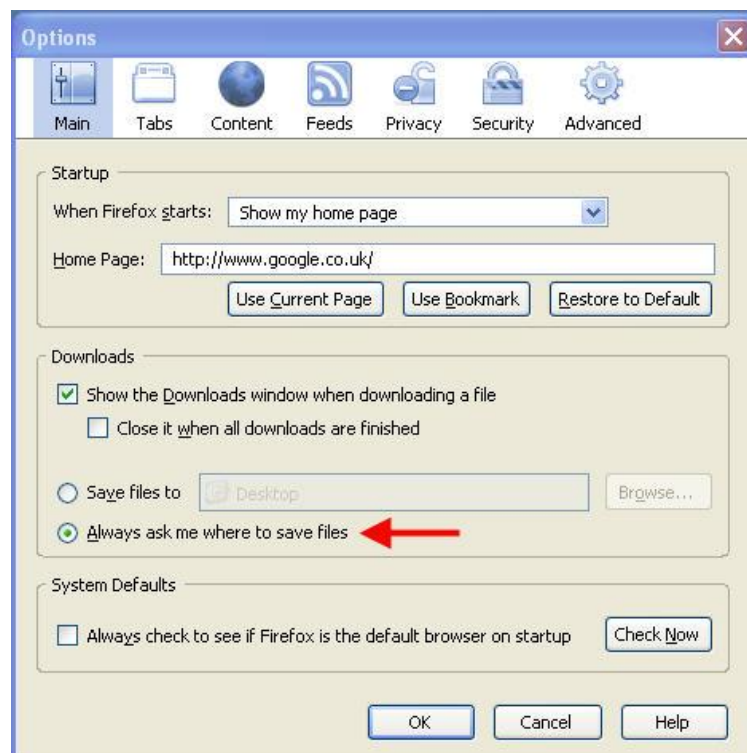 Options
Main Tabs Content Feeds Privacy Security Advanced
Startup
When Firefox starts: Show my home page
Home Page: http://www.google.co.uk/
Use Current Page Use Bookmark Restore to Default
Downloads
Show the Downloads window when downloading a file
Close it when all downloads are finished
Save files to Desktop Browse...
Always ask me where to save files
System Defaults
Always check to see if Firefox is the default browser on startup Check Now
OK Cancel Help